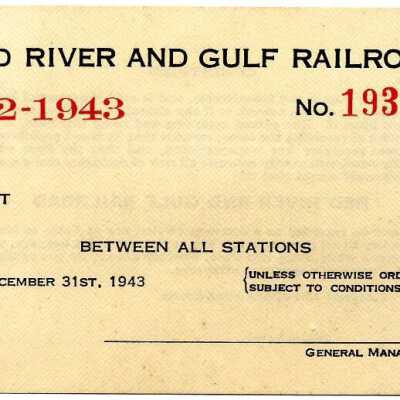 D RIVER AND GULF RAILRO
2-1943 No. 193
T
BETWEEN ALL STATIONS
CEMBER 31ST, 1943 {UNLESS OTHERWISE ORD
SUBJECT TO CONDITIONS
GENERAL MANA